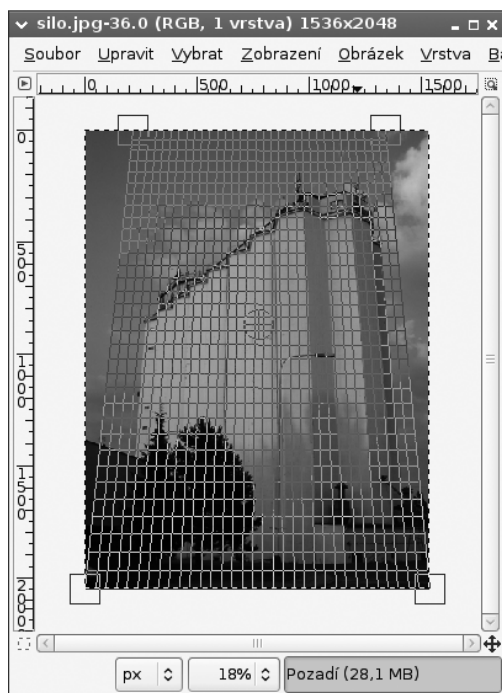 silo.jpg-36.0 (RGB, 1 vrstva) 1536x2048
Soubor Upravit Vybrat Zobrazení Obrázek Vrstva Ba
0 500 1000 1500
0
500
1000
1500
2000
px 18% Pozadí (28,1 MB)